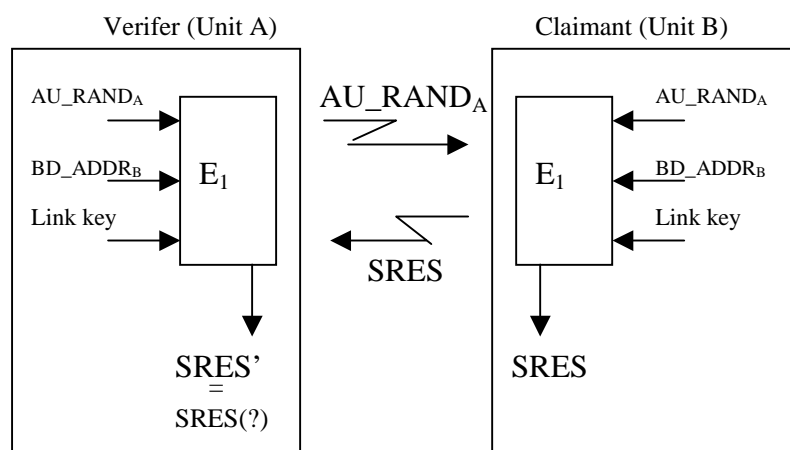 Verifer (Unit A)
Claimant (Unit B)
AU_RANDA
BD_ADDRB
Link key
E1
SRES’
=
SRES(?)
AU_RANDA
SRES
AU_RANDA
BD_ADDRB
Link key
E1
SRES